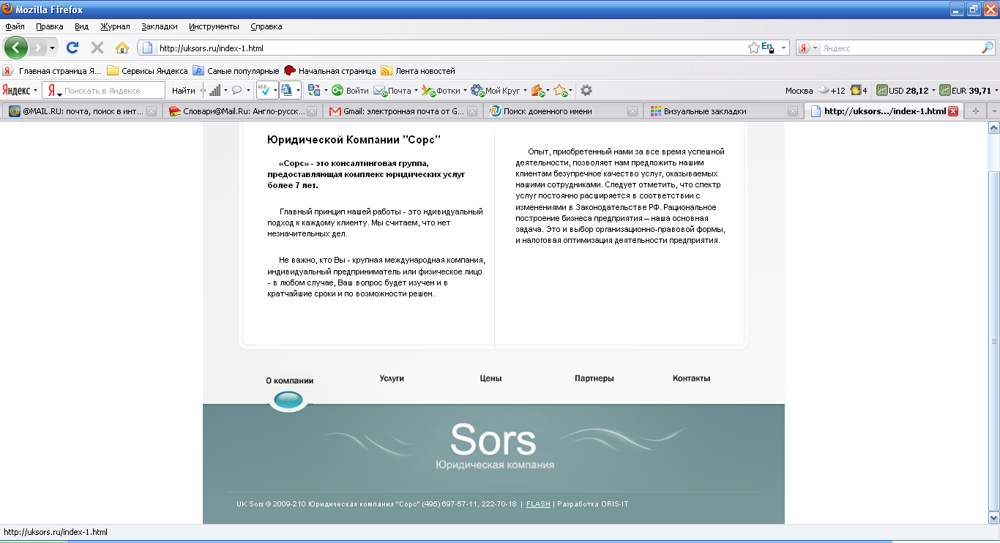 Mozilla Firefox
Файл Правка Вид Журнал Закладки Инструменты Справка
http://uksors.ru/index-1.html En Я Яндекс
Я Главная страница Я... Сервисы Яндекса Самые популярные Начальная страница Лента новостей
Яндекс Я Поискать в Яндексе Найти АБВ Войти Почта Фотки Мой Круг Москва +12 4 USD 28,12 EUR 39,71
@MAIL.RU: почта, поиск в инт... Словари@Mail.Ru: Англо-русск... Gmail: электронная почта от G... Поиск доменного имени Визуальные закладки http://uksors.../index-1.html
Юридической Компании "Сорс"
«Сорс» - это консалтинговая группа,
предоставляющая комплекс юридических услуг
более 7 лет.
Главный принцип нашей работы - это ндивидуальный
подход к каждому клиенту. Мы считаем, что нет
незначительных дел.
Не важно, кто Вы - крупная международная компания,
индивидуальный предприниматель или физическое лицо
- в любом случае, Ваш вопрос будет изучен и в
кратчайшие сроки и по возможности решен.
Опыт, приобретенный нами за все время успешной
деятельности, позволяет нам предложить нашим
клиентам безупречное качество услуг, оказываемых
нашими сотрудниками. Следует отметить, что спектр
услуг постоянно расширяется в соответствии с
изменениями в Законодательстве РФ. Рациональное
построение бизнеса предприятия – наша основная
задача. Это и выбор организационно-правовой формы,
и налоговая оптимизация деятельности предприятия.
О компании Услуги Цены Партнеры Контакты
Sors
Юридическая компания
UK Sors © 2009-210 Юридическая компания "Сорс" (495) 697-57-11, 222-70-18 | FLASH | Разработка ORIS-IT
http://uksors.ru/index-1.html